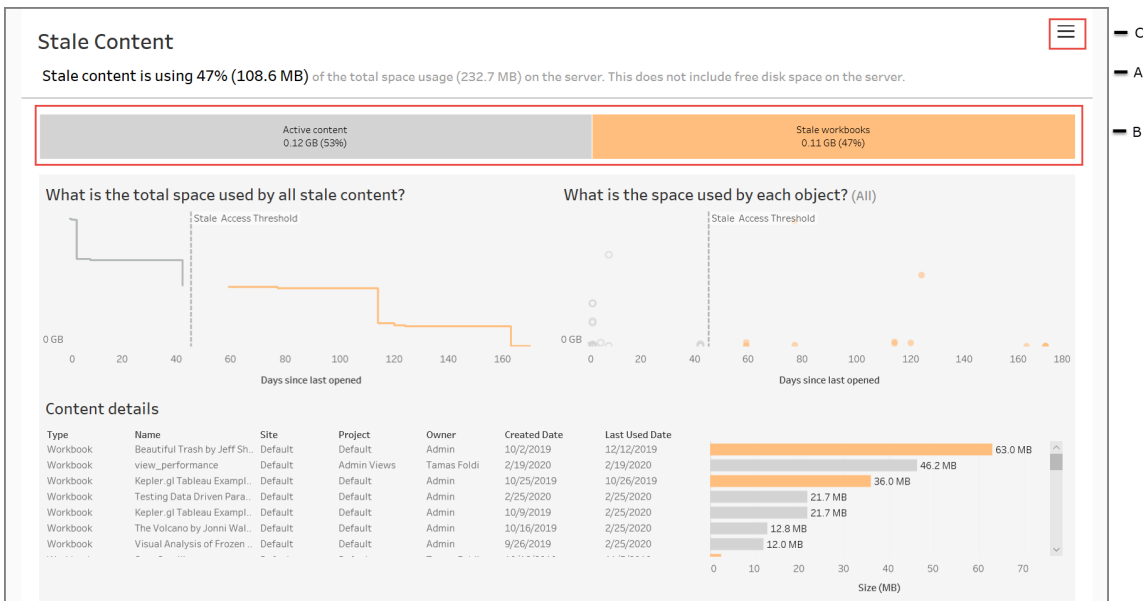 Stale Content
C
Stale content is using 47% (108.6 MB) of the total space usage (232.7 MB) on the server. This does not include free disk space on the server.
A
Active content
0.12 GB (53%)
Stale workbooks
0.11 GB (47%)
B
What is the total space used by all stale content?
Stale Access Threshold
0 GB
0 20 40 60 80 100 120 140 160
Days since last opened
What is the space used by each object? (All)
Stale Access Threshold
0 GB
0 20 40 60 80 100 120 140 160 180
Days since last opened
Content details
Type Name Site Project Owner Created Date Last Used Date
Workbook Beautiful Trash by Jeff Sh.. Default Default Admin 10/2/2019 12/12/2019 63.0 MB
Workbook view_performance Default Admin Views Tamas Foldi 2/19/2020 2/19/2020 46.2 MB
Workbook Kepler.gl Tableau Exampl.. Default Default Admin 10/25/2019 10/26/2019 36.0 MB
Workbook Testing Data Driven Para.. Default Default Admin 2/25/2020 2/25/2020 21.7 MB
Workbook Kepler.gl Tableau Exampl.. Default Default Admin 10/9/2019 2/25/2020 21.7 MB
Workbook The Volcano by Jonni Wal.. Default Default Admin 10/16/2019 2/25/2020 12.8 MB
Workbook Visual Analysis of Frozen .. Default Default Admin 9/26/2019 2/25/2020 12.0 MB
0 10 20 30 40 50 60 70
Size (MB)